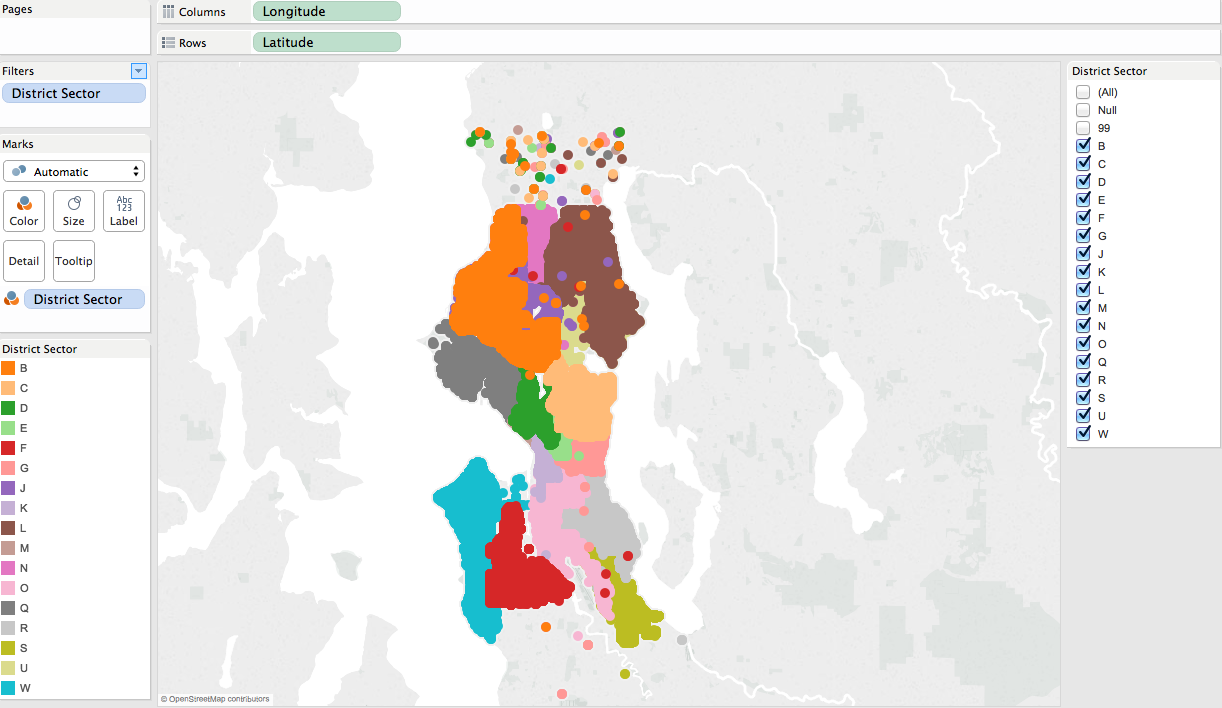 Pages
Columns
Longitude
Rows
Latitude
Filters
District Sector
Marks
Automatic
Color
Size
Abc
123
Label
Detail
Tooltip
District Sector
District Sector
B
C
D
E
F
G
J
K
L
M
N
O
Q
R
S
U
W
© OpenStreetMap contributors
District Sector
(All)
Null
99
B
C
D
E
F
G
J
K
L
M
N
O
Q
R
S
U
W